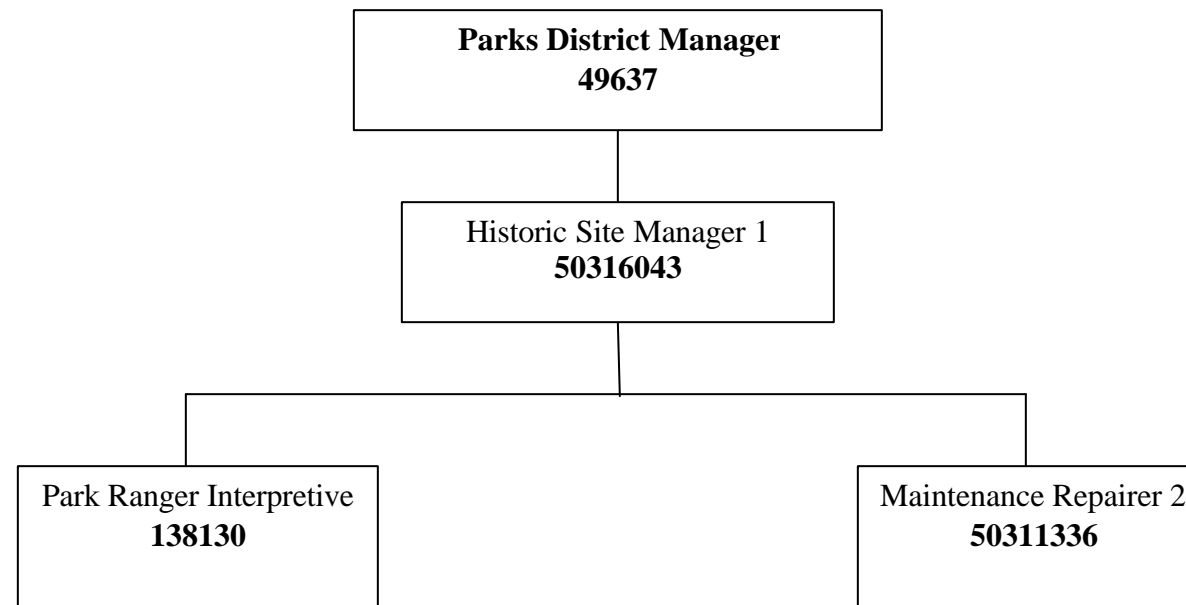 Parks District Manager
49637
Historic Site Manager 1
50316043
Park Ranger Interpretive
138130
Maintenance Repairer 2
50311336